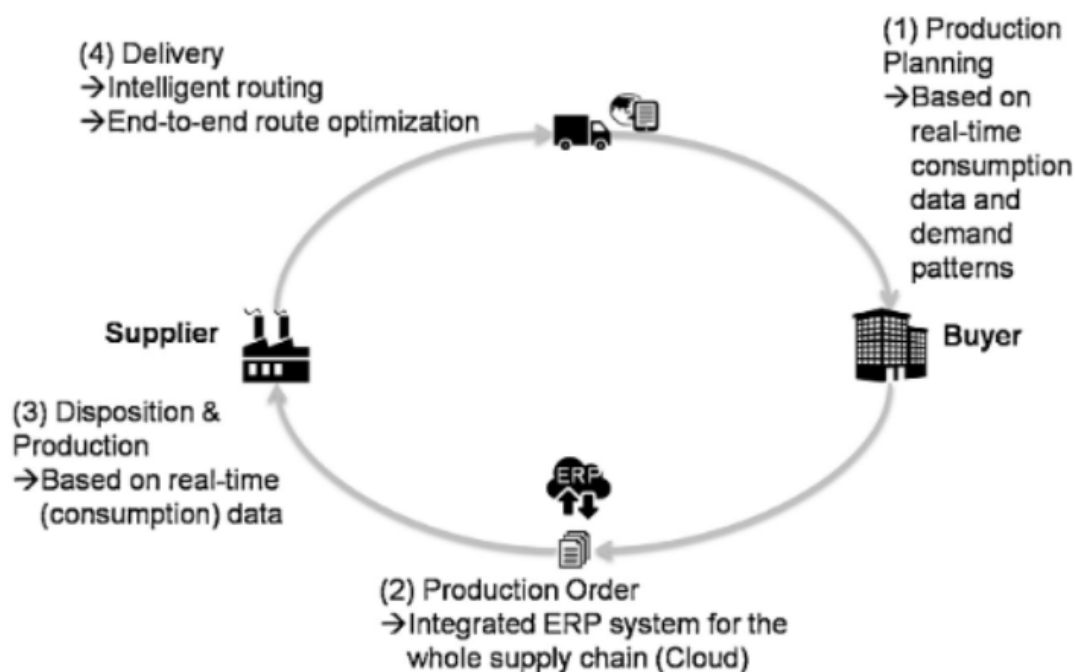 (4) Delivery
→Intelligent routing
→End-to-end route optimization
(1) Production
Planning
→Based on
real-time
consumption
data and
demand
patterns
Supplier
Buyer
(3) Disposition &
Production
→Based on real-time
(consumption) data
ERP
(2) Production Order
→Integrated ERP system for the
whole supply chain (Cloud)